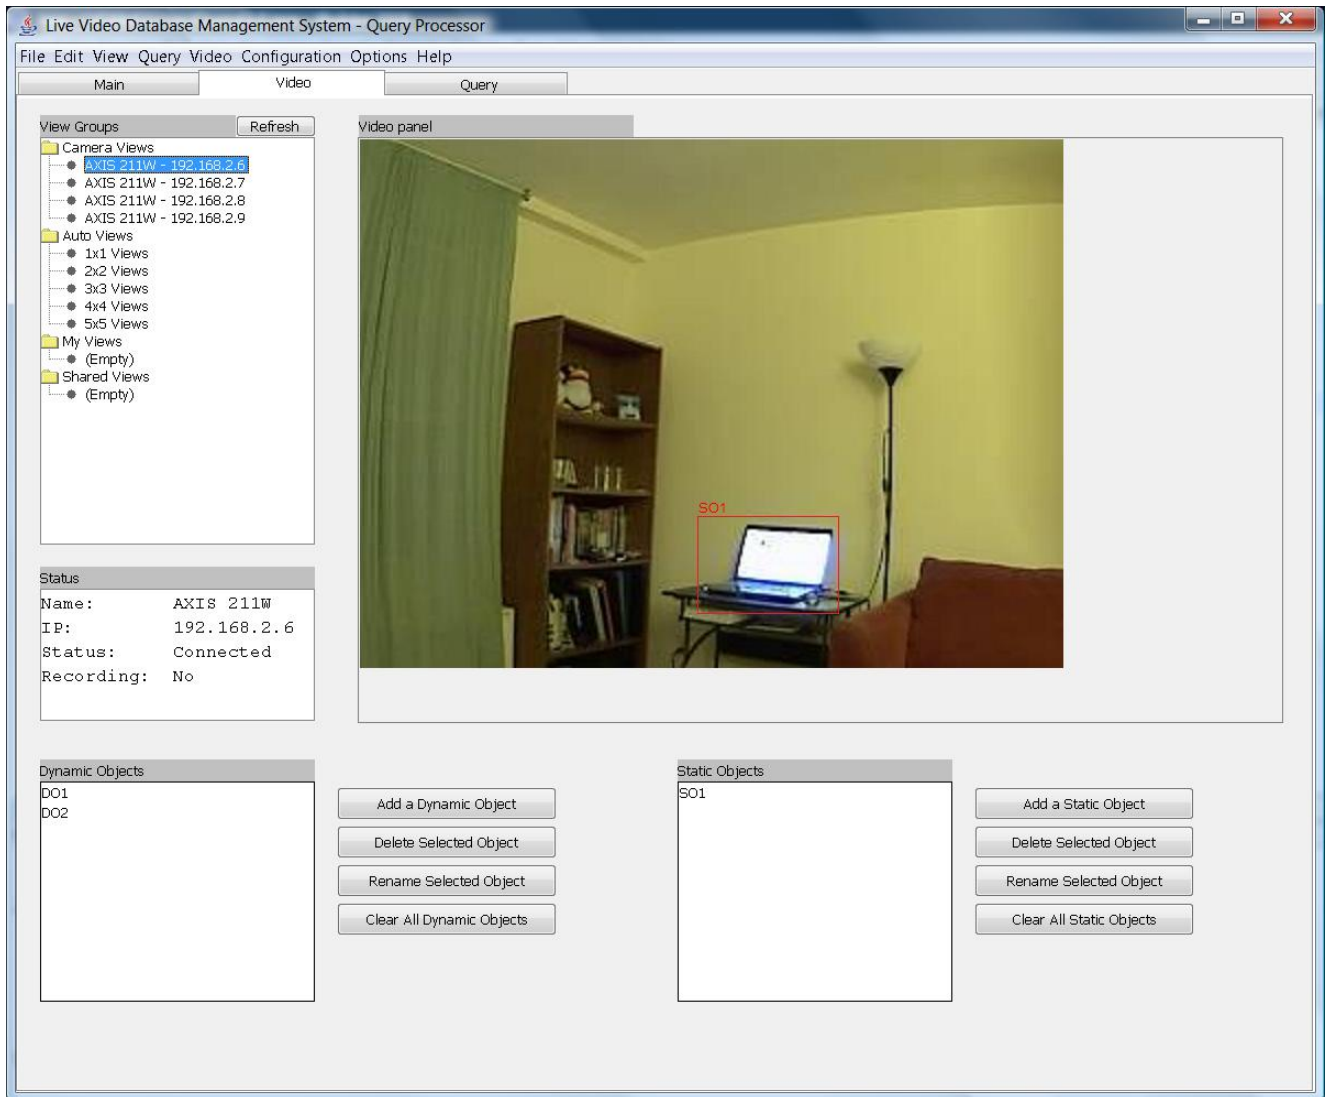 Live Video Database Management System - Query Processor
File Edit View Query Video Configuration Options Help
Main Video Query
View Groups Refresh
Camera Views
AXIS 211W - 192.168.2.6
AXIS 211W - 192.168.2.7
AXIS 211W - 192.168.2.8
AXIS 211W - 192.168.2.9
Auto Views
1x1 Views
2x2 Views
3x3 Views
4x4 Views
5x5 Views
My Views
(Empty)
Shared Views
(Empty)
Video panel
SO1
Status
Name: AXIS 211W
IP: 192.168.2.6
Status: Connected
Recording: No
Dynamic Objects
DO1
DO2
Add a Dynamic Object
Delete Selected Object
Rename Selected Object
Clear All Dynamic Objects
Static Objects
SO1
Add a Static Object
Delete Selected Object
Rename Selected Object
Clear All Static Objects